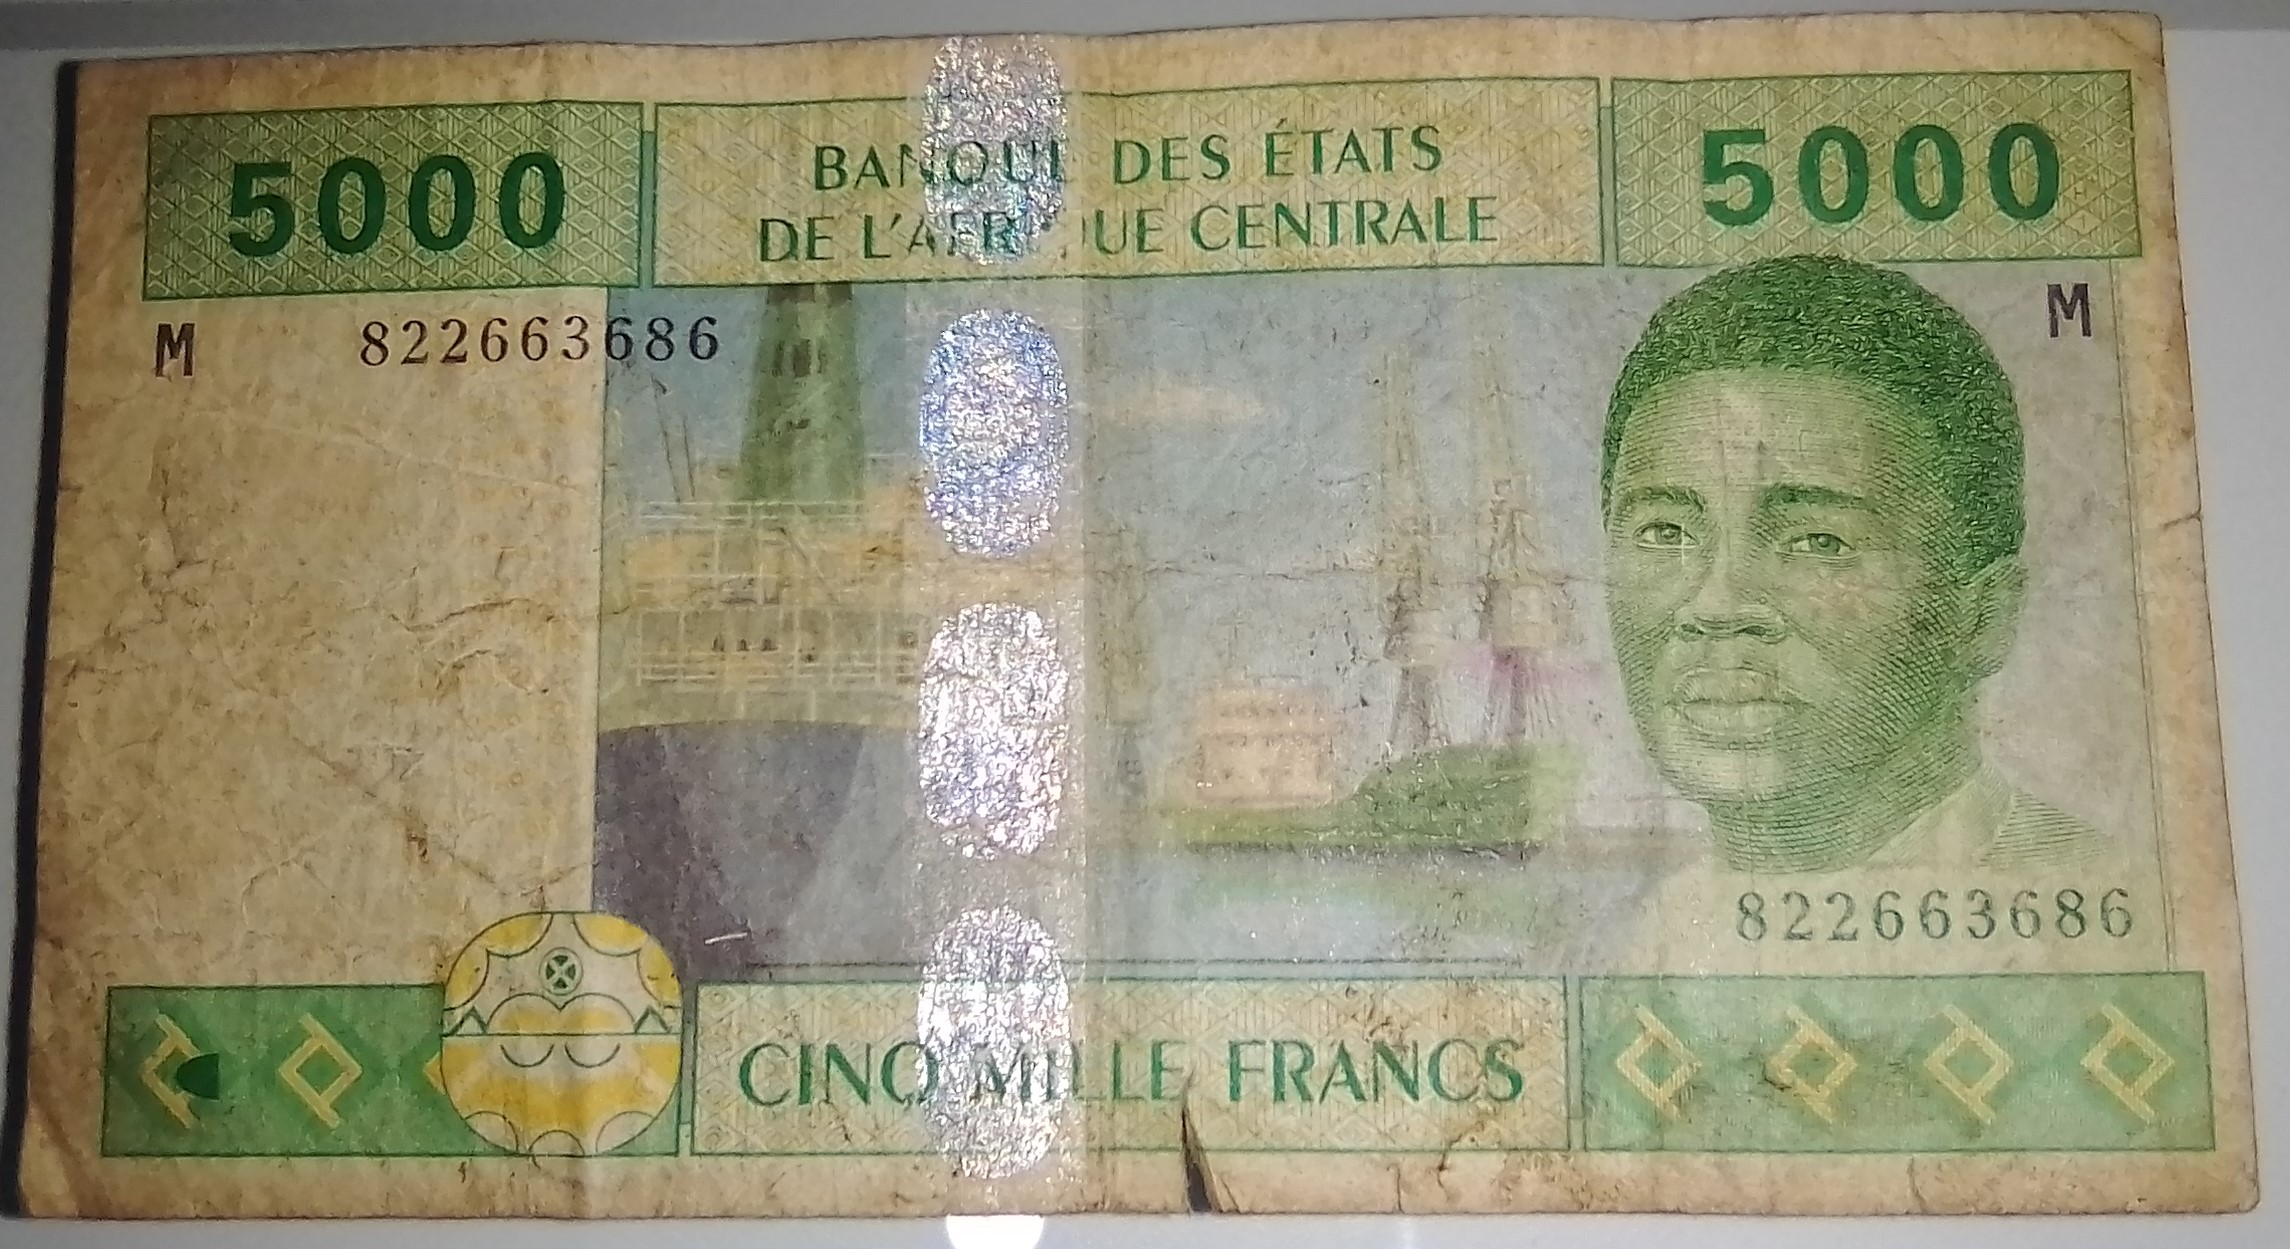 5000
BANQUE DES ÉTATS
DE L'AFRIQUE CENTRALE
5000
M
822663686
M
822663686
CINQ MILLE FRANCS